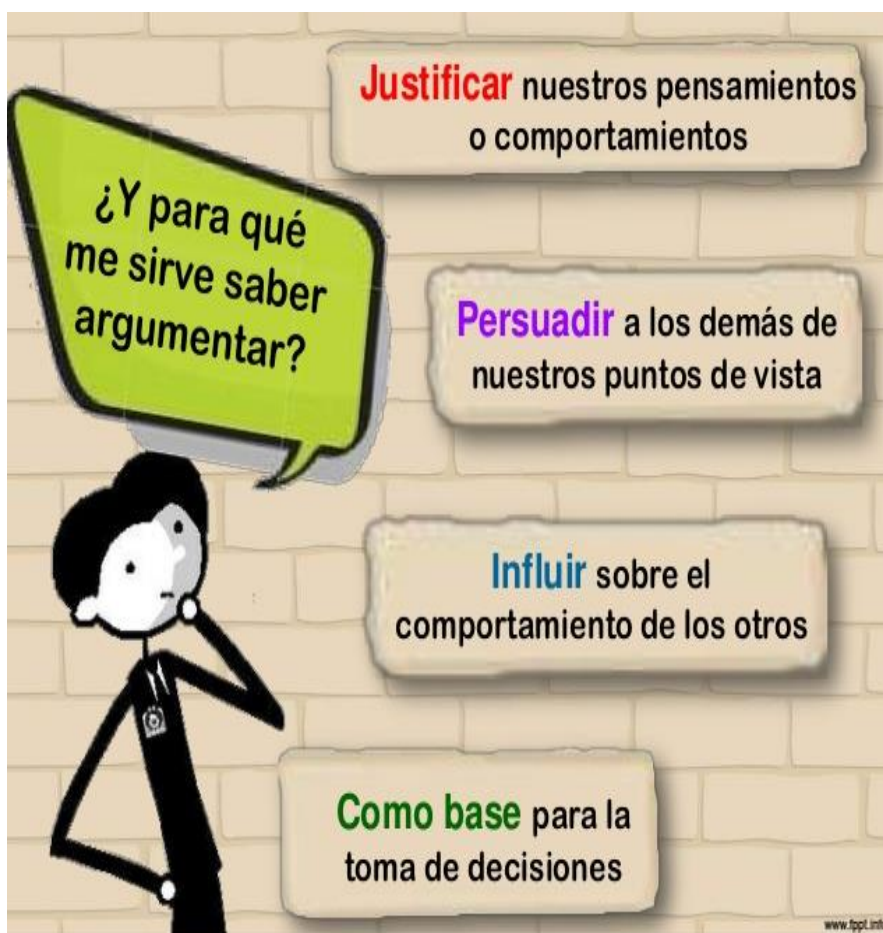 ¿Y para qué
me sirve saber
argumentar?
Justificar nuestros pensamientos
o comportamientos
Persuadir a los demás de
nuestros puntos de vista
Influir sobre el
comportamiento de los otros
Como base para la
toma de decisiones